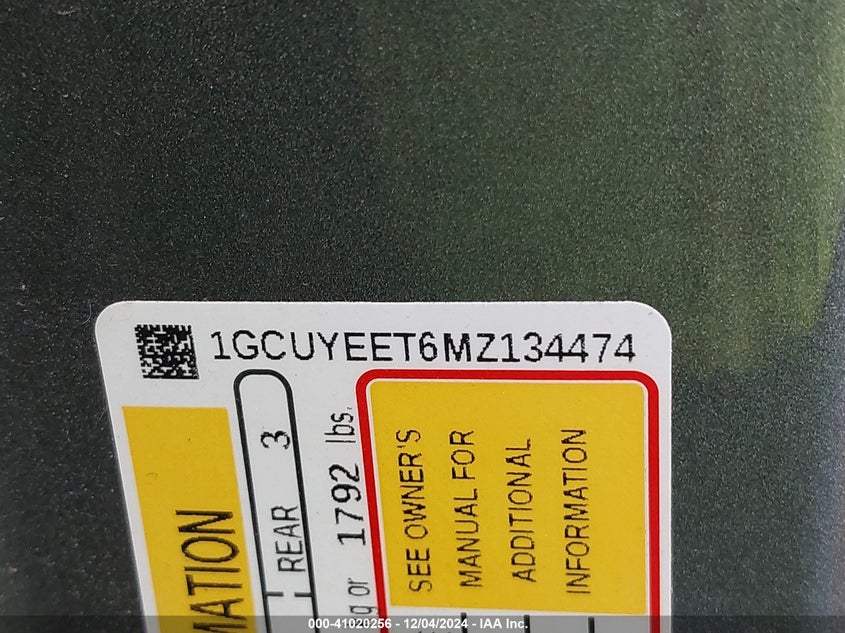 1GCUYEET6MZ134474
MATION
REAR 3
g or 1792 lbs.
SEE OWNER'S
MANUAL FOR
ADDITIONAL
INFORMATION
000-41020256 - 12/04/2024 - IAA Inc.